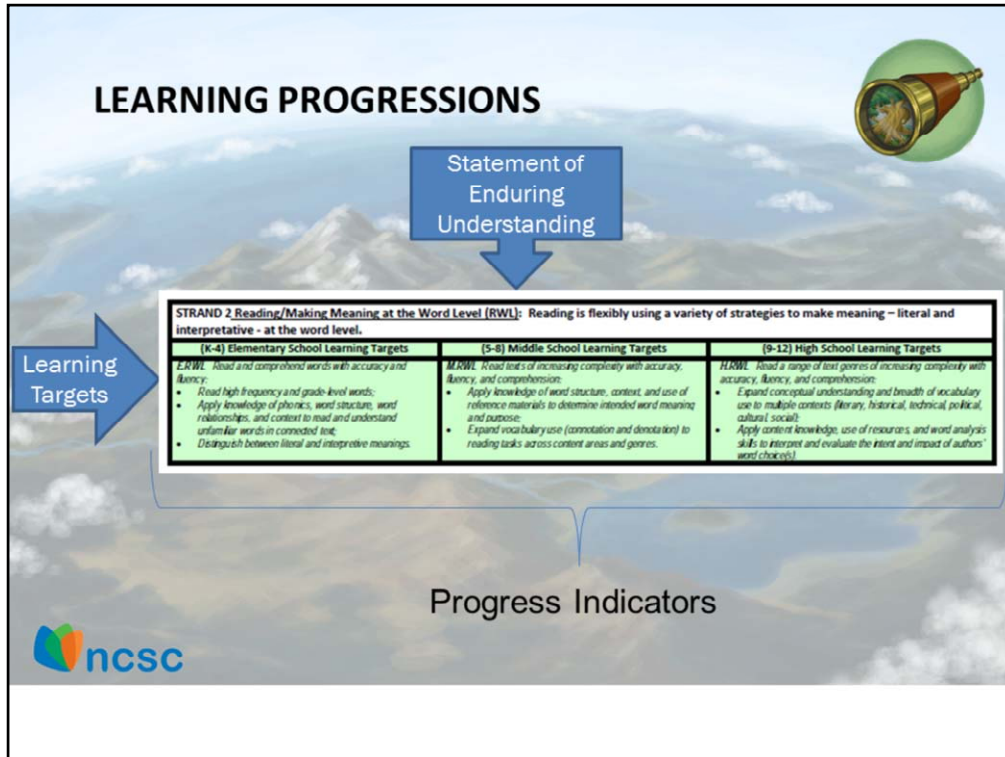 LEARNING PROGRESSIONS
Statement of
Enduring
Understanding
Learning
Targets
STRAND 2 Reading/Making Meaning at the Word Level (RWL): Reading is flexibly using a variety of strategies to make meaning – literal and
interpretative - at the word level.
(K-4) Elementary School Learning Targets
E.RWL Read and comprehend words with accuracy and
fluency:
• Read high frequency and grade-level words;
• Apply knowledge of phonics, word structure, word
relationships, and context to read and understand
unfamiliar words in connected text;
• Distinguish between literal and interpretive meanings.
(5-8) Middle School Learning Targets
M.RWL Read texts of increasing complexity with accuracy,
fluency, and comprehension:
• Apply knowledge of word structure, context, and use of
reference materials to determine intended word meaning
and purpose;
• Expand vocabulary use (connotation and denotation) to
reading tasks across content areas and genres.
(9-12) High School Learning Targets
H.RWL Read a range of text genres of increasing complexity with
accuracy, fluency, and comprehension:
• Expand conceptual understanding and breadth of vocabulary
use to multiple contexts (literary, historical, technical, political,
cultural, social);
• Apply content knowledge, use of resources, and word analysis
skills to interpret and evaluate the intent and impact of authors'
word choice(s).
Progress Indicators
ncsc